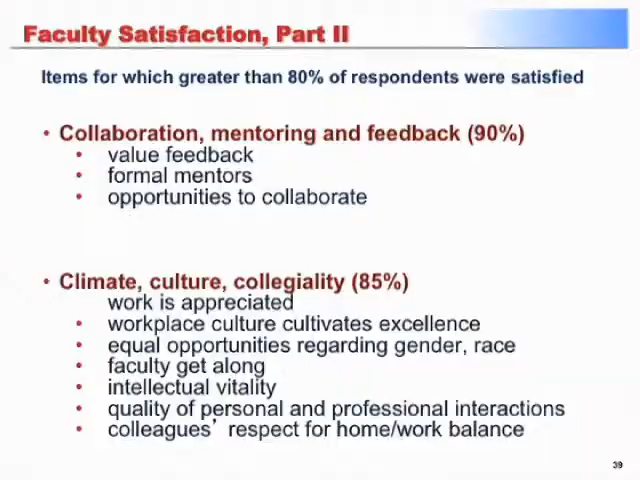 Faculty Satisfaction, Part II
Items for which greater than 80% of respondents were satisfied
• Collaboration, mentoring and feedback (90%)
• value feedback
• formal mentors
• opportunities to collaborate
• Climate, culture, collegiality (85%)
work is appreciated
• workplace culture cultivates excellence
• equal opportunities regarding gender, race
• faculty get along
• intellectual vitality
• quality of personal and professional interactions
• colleagues’ respect for home/work balance
39